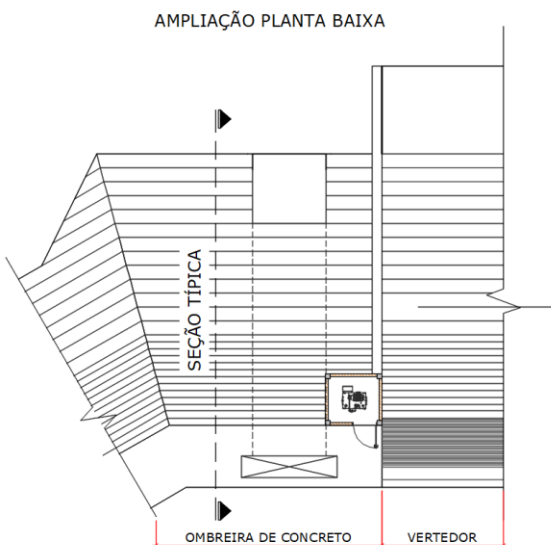 AMPLIAÇÃO PLANTA BAIXA
SEÇÃO TÍPICA
OMBREIRA DE CONCRETO
VERTEDOR